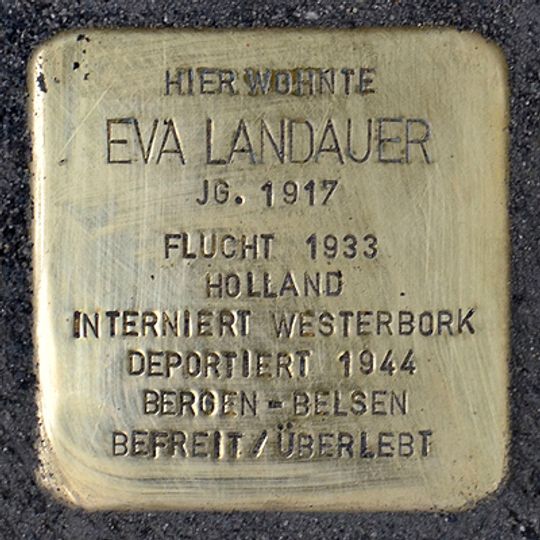 HIER WOHNTE
EVA LANDAUER
JG. 1917
FLUCHT 1933
HOLLAND
INTERNIERT WESTERBORK
DEPORTIERT 1944
BERGEN-BELSEN
BEFREIT/ÜBERLEBT